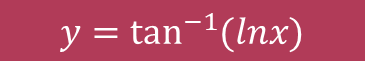 y = tan⁻¹(lnx)